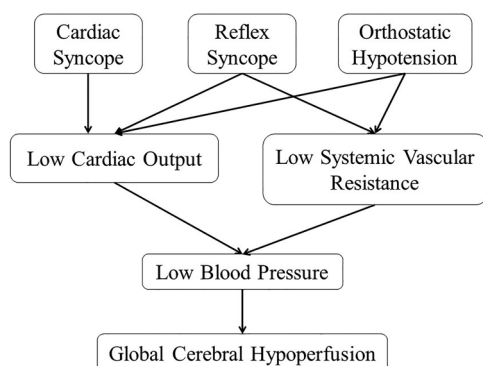 Cardiac
Syncope
Reflex
Syncope
Orthostatic
Hypotension
Low Cardiac Output
Low Systemic Vascular
Resistance
Low Blood Pressure
Global Cerebral Hypoperfusion